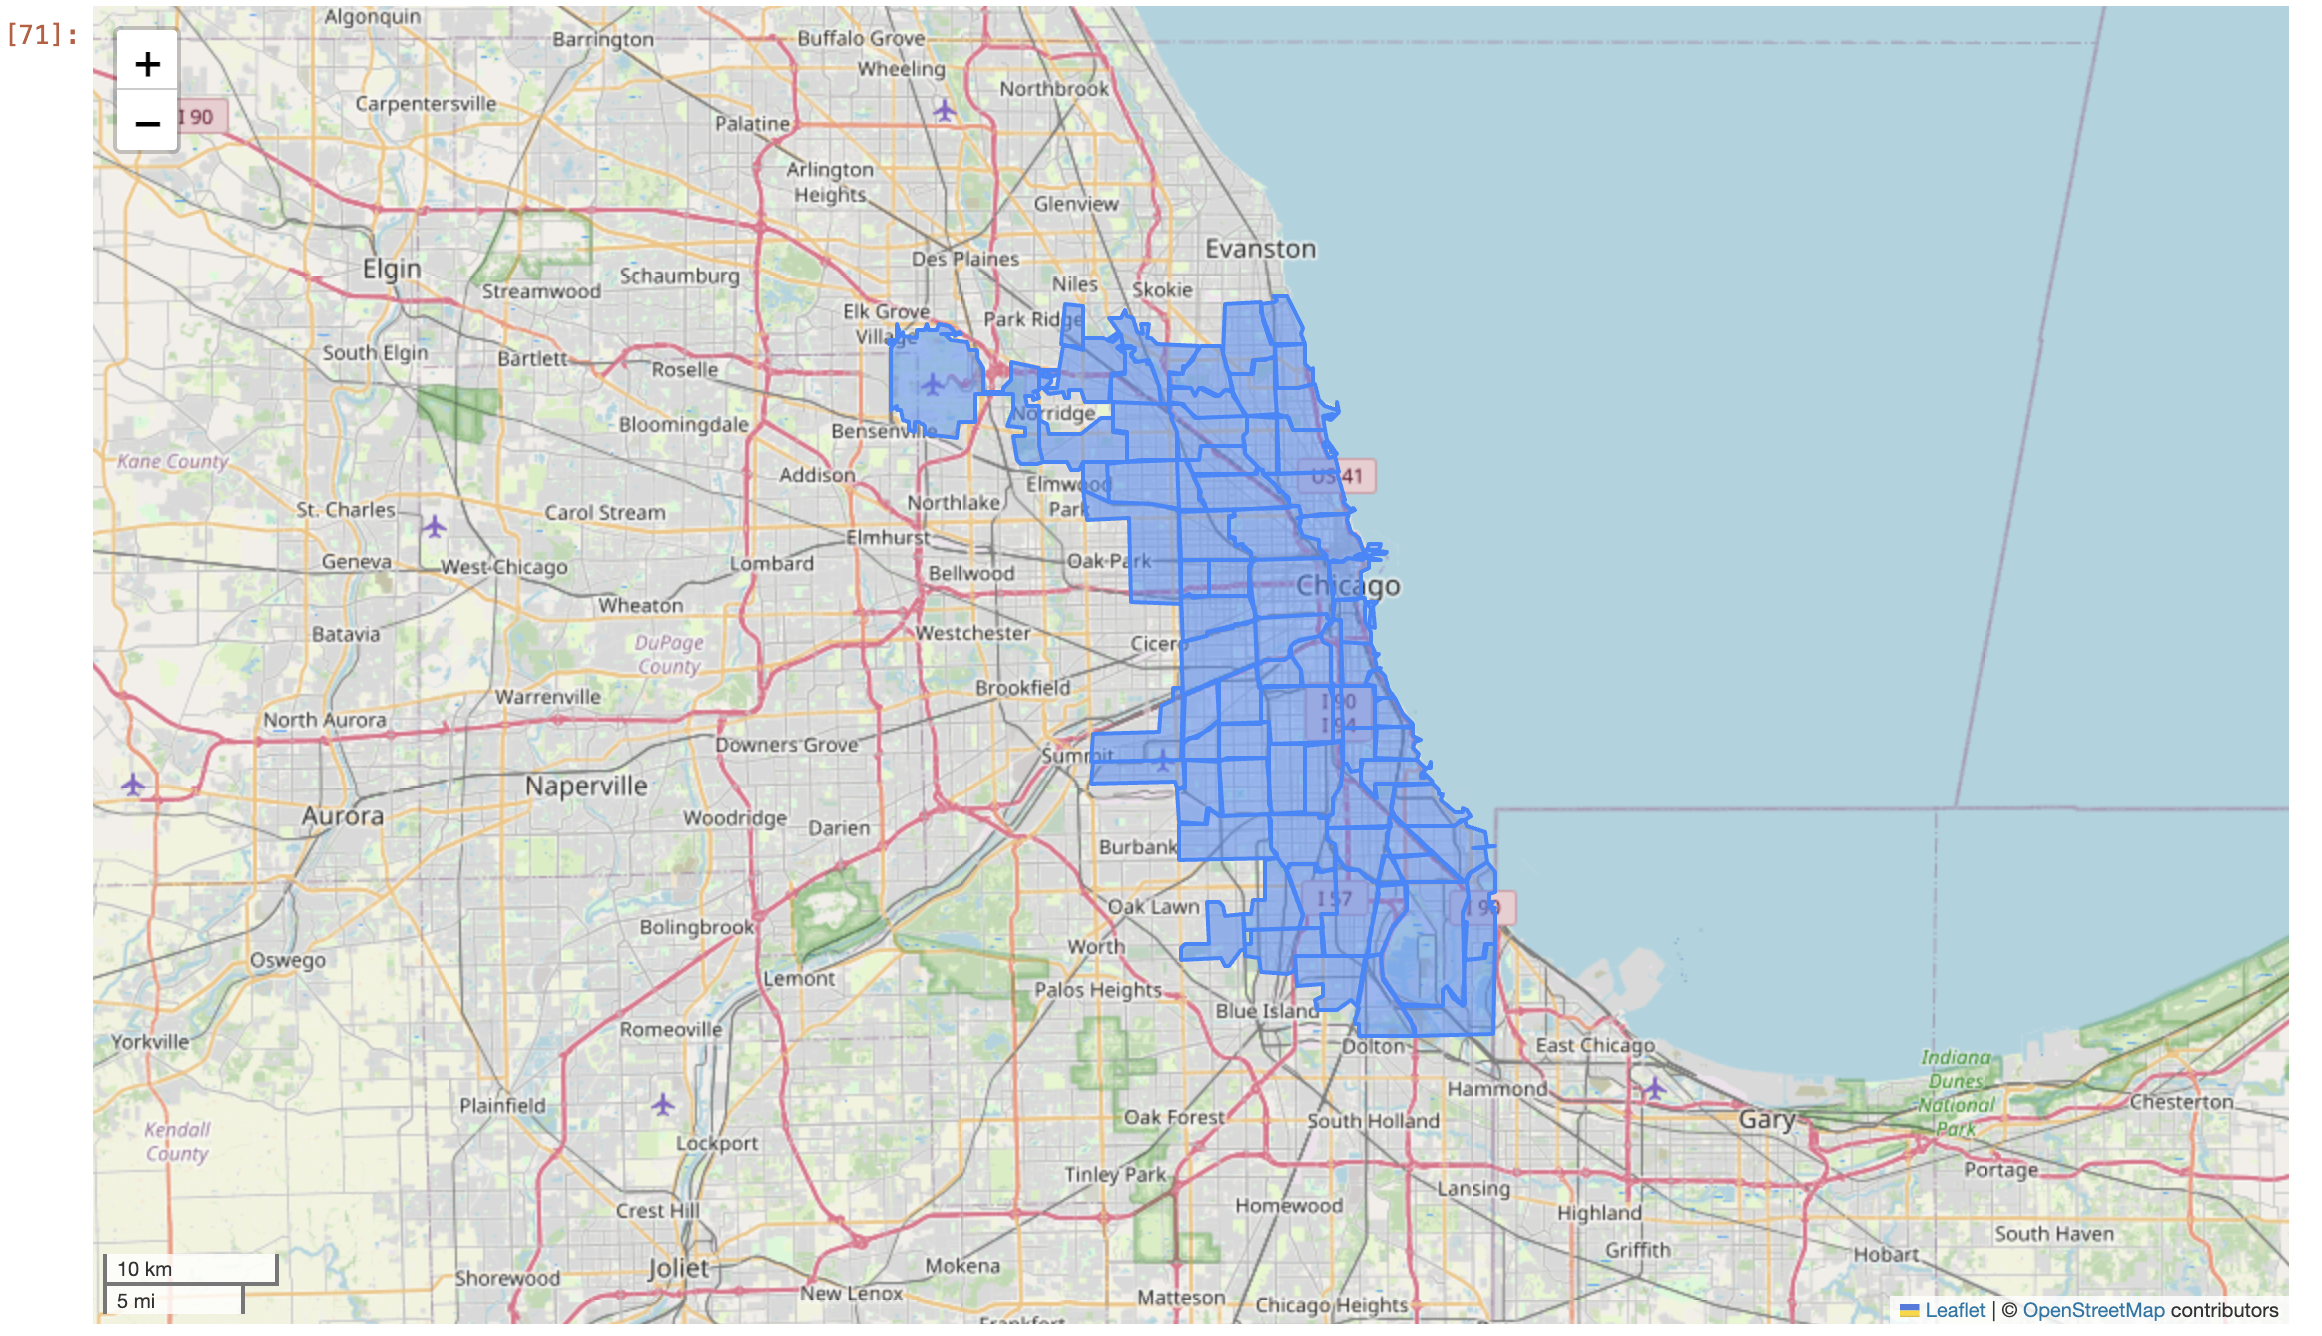 [71]:
+
−
Algonquin
Barrington
Buffalo Grove
Wheeling
Northbrook
Carpentersville
I 90
Palatine
Arlington
Heights
Glenview
Evanston
Des Plaines
Elgin
Schaumburg
Streamwood
Niles
Skokie
Elk Grove
Village
Park Ridge
South Elgin
Bartlett
Roselle
Norridge
Bloomingdale
Bensenville
Kane County
Addison
US 41
Elmwood
Park
Northlake
St. Charles
Carol Stream
Elmhurst
Geneva
West Chicago
Lombard
Oak Park
Bellwood
Chicago
Wheaton
Batavia
DuPage
County
Westchester
Cicero
Brookfield
Warrenville
I 90
I 94
North Aurora
Downers Grove
Summit
Naperville
Aurora
Woodridge
Darien
Burbank
I 57
I 90
Oak Lawn
Bolingbrook
Worth
Oswego
Lemont
Palos Heights
Blue Island
Romeoville
Yorkville
Dolton
East Chicago
Indiana
Dunes
National
Park
Hammond
Plainfield
Chesterton
Gary
Oak Forest
South Holland
Kendall
County
Lockport
Tinley Park
Portage
Lansing
Homewood
Crest Hill
Highland
South Haven
Griffith
Hobart
Joliet
Mokena
10 km
Shorewood
New Lenox
Matteson
Chicago Heights
5 mi
Frankfort
Leaflet | © OpenStreetMap contributors